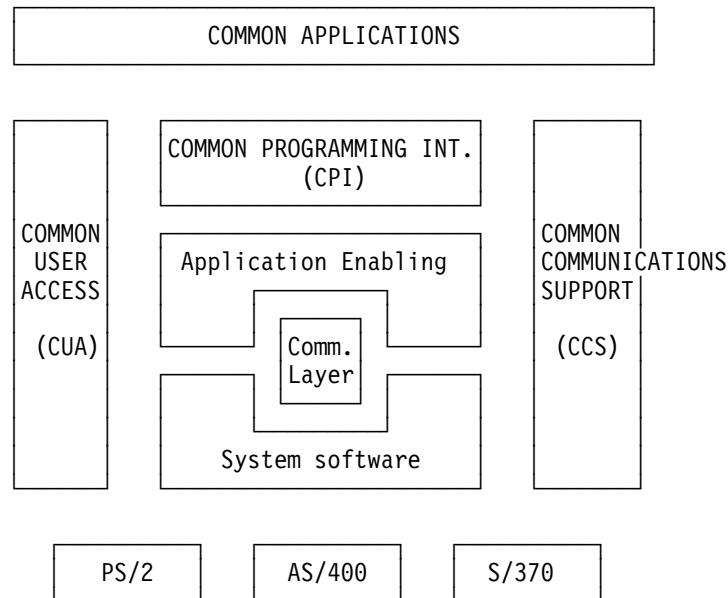 COMMON APPLICATIONS
COMMON PROGRAMMING INT.
(CPI)
COMMON
USER
ACCESS
(CUA)
Application Enabling
Comm.
Layer
System software
COMMON
COMMUNICATIONS
SUPPORT
(CCS)
PS/2
AS/400
S/370